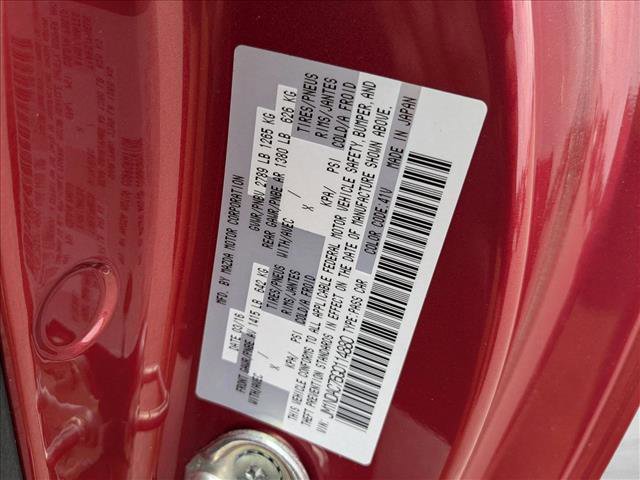 MFD. BY MAZDA MOTOR CORPORATION
DATE 03/16 GVWR/PNBV 2789 LB 1265 KG
FRONT GAWR/PNBE AV 1415 LB 642 KG REAR GAWR/PNBE AR 1380 LB 626 KG
WITH/AVEC TIRES/PNEUS WITH/AVEC TIRES/PNEUS
X RIMS/JANTES X RIMS/JANTES
KPA/ PSI COLD/A FROID KPA/ PSI COLD/A FROID
THIS VEHICLE CONFORMS TO ALL APPLICABLE FEDERAL MOTOR VEHICLE SAFETY, BUMPER, AND
THEFT PREVENTION STANDARDS IN EFFECT ON THE DATE OF MANUFACTURE SHOWN ABOVE.
VIN: TYPE:PASS CAR COLOR CODE:41V MADE IN JAPAN